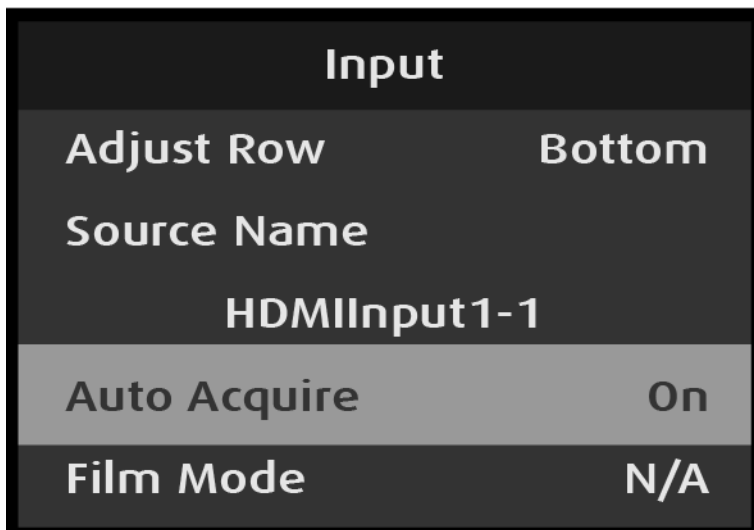 Input
Adjust Row Bottom
Source Name
HDMIInput1-1
Auto Acquire On
Film Mode N/A